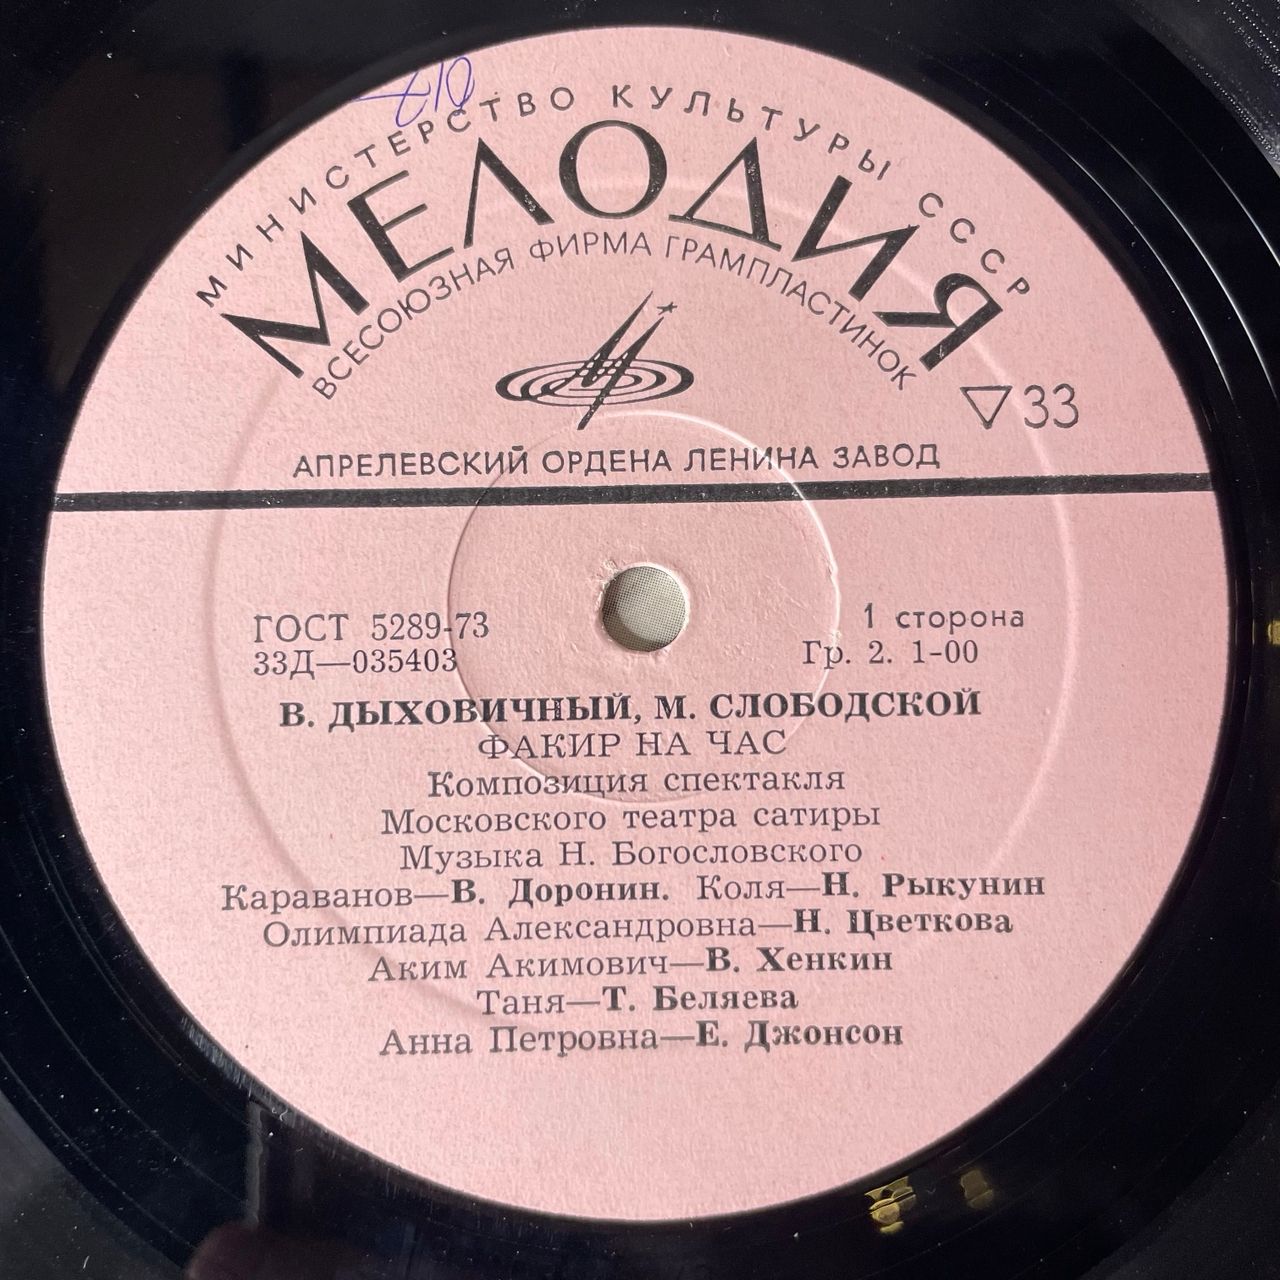 МИНИСТЕРСТВО КУЛЬТУРЫ СССР
МЕЛОДИЯ
ВСЕСОЮЗНАЯ ФИРМА ГРАМПЛАСТИНОК
▽33
АПРЕЛЕВСКИЙ ОРДЕНА ЛЕНИНА ЗАВОД
ГОСТ 5289-73
33Д—035403
1 сторона
Гр. 2. 1-00
В. ДЫХОВИЧНЫЙ, М. СЛОБОДСКОЙ
ФАКИР НА ЧАС
Композиция спектакля
Московского театра сатиры
Музыка Н. Богословского
Караванов—В. Доронин. Коля—Н. Рыкунин
Олимпиада Александровна—Н. Цветкова
Аким Акимович—В. Хенкин
Таня—Т. Беляева
Анна Петровна—Е. Джонсон